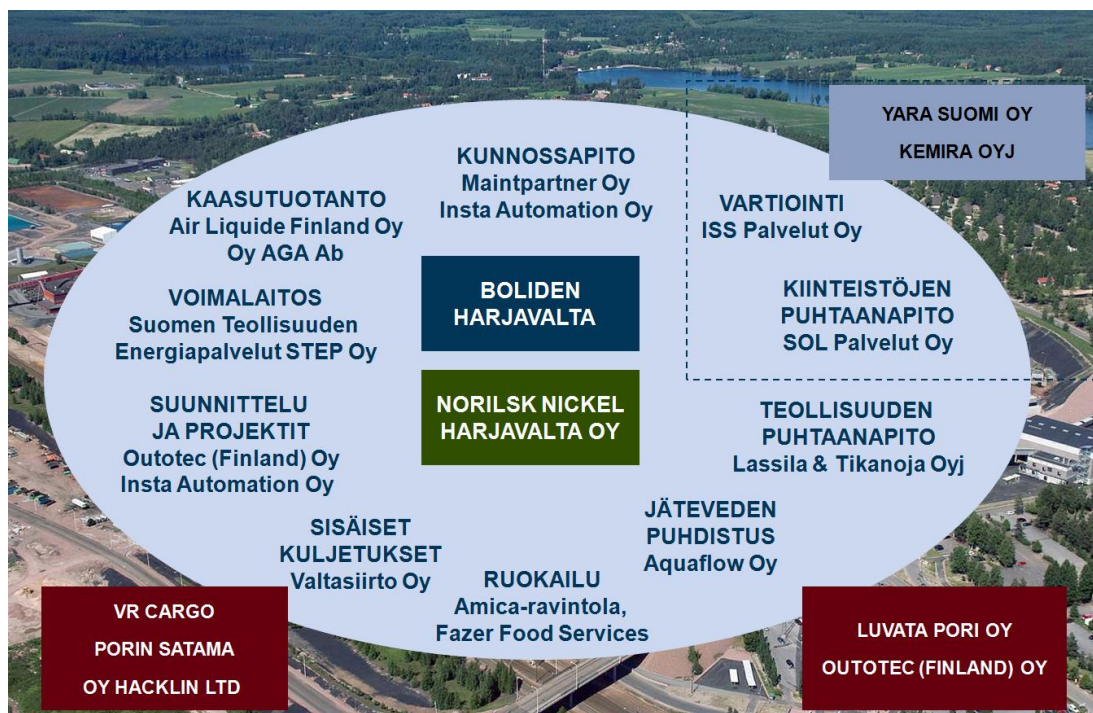 YARA SUOMI OY
KEMIRA OYJ
KUNNOSSAPITO
Maintpartner Oy
Insta Automation Oy
KAASUTUOTANTO
Air Liquide Finland Oy
Oy AGA Ab
VARTIOINTI
ISS Palvelut Oy
BOLIDEN
HARJAVALTA
VOIMALAITOS
Suomen Teollisuuden
Energiapalvelut STEP Oy
KIINTEISTÖJEN
PUHTAANAPITO
SOL Palvelut Oy
NORILSK NICKEL
HARJAVALTA OY
SUUNNITTELU
JA PROJEKTIT
Outotec (Finland) Oy
Insta Automation Oy
TEOLLISUUDEN
PUHTAANAPITO
Lassila & Tikanoja Oyj
SISÄISET
KULJETUKSET
Valtasiirto Oy
JÄTEVEDEN
PUHDISTUS
Aquaflow Oy
RUOKAILU
Amica-ravintola,
Fazer Food Services
VR CARGO
PORIN SATAMA
OY HACKLIN LTD
LUVATA PORI OY
OUTOTEC (FINLAND) OY